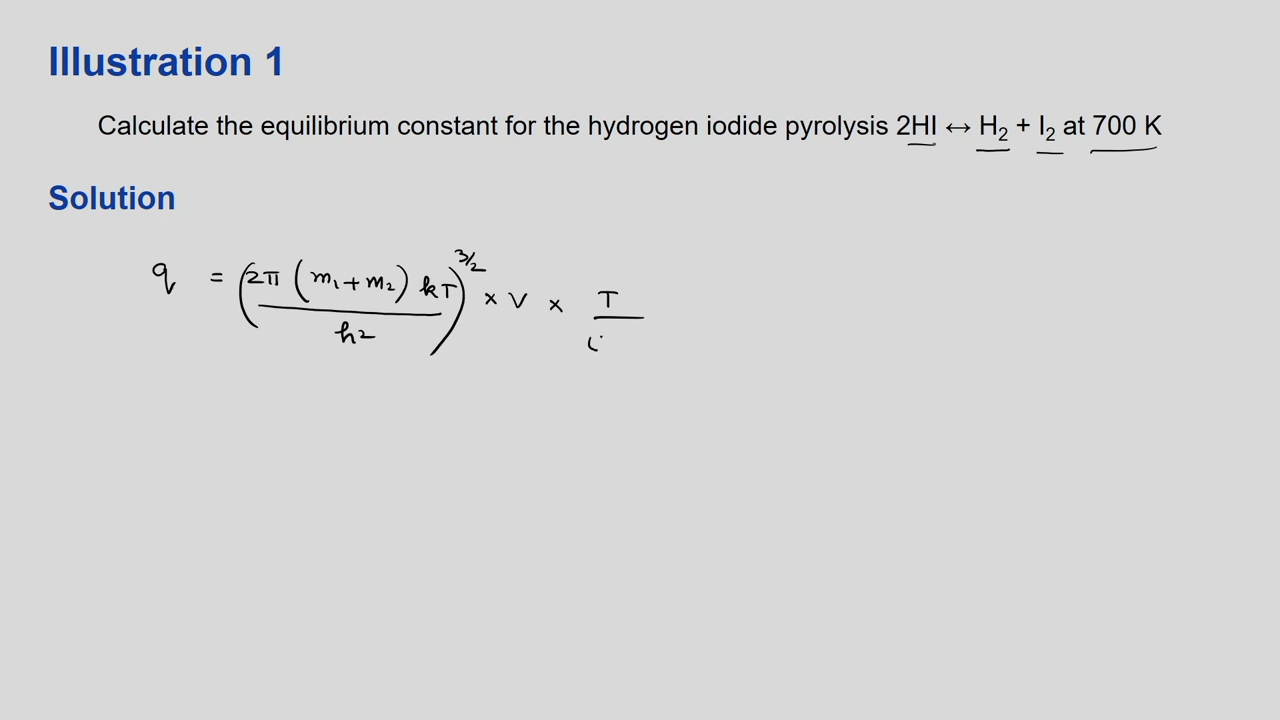 Illustration 1
Calculate the equilibrium constant for the hydrogen iodide pyrolysis 2HI ↔ H₂ + I₂ at 700 K
Solution
q = (2π (m₁ + m₂) kT / h²)^3/2 × V × T /